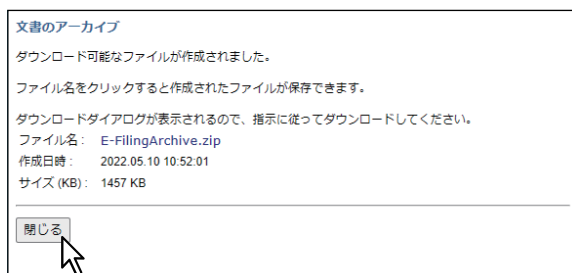 文書のアーカイブ
ダウンロード可能なファイルが作成されました。
ファイル名をクリックすると作成されたファイルが保存できます。
ダウンロードダイアログが表示されるので、指示に従ってダウンロードしてください。
ファイル名： E-FilingArchive.zip
作成日時： 2022.05.10 10:52:01
サイズ (KB)： 1457 KB
閉じる